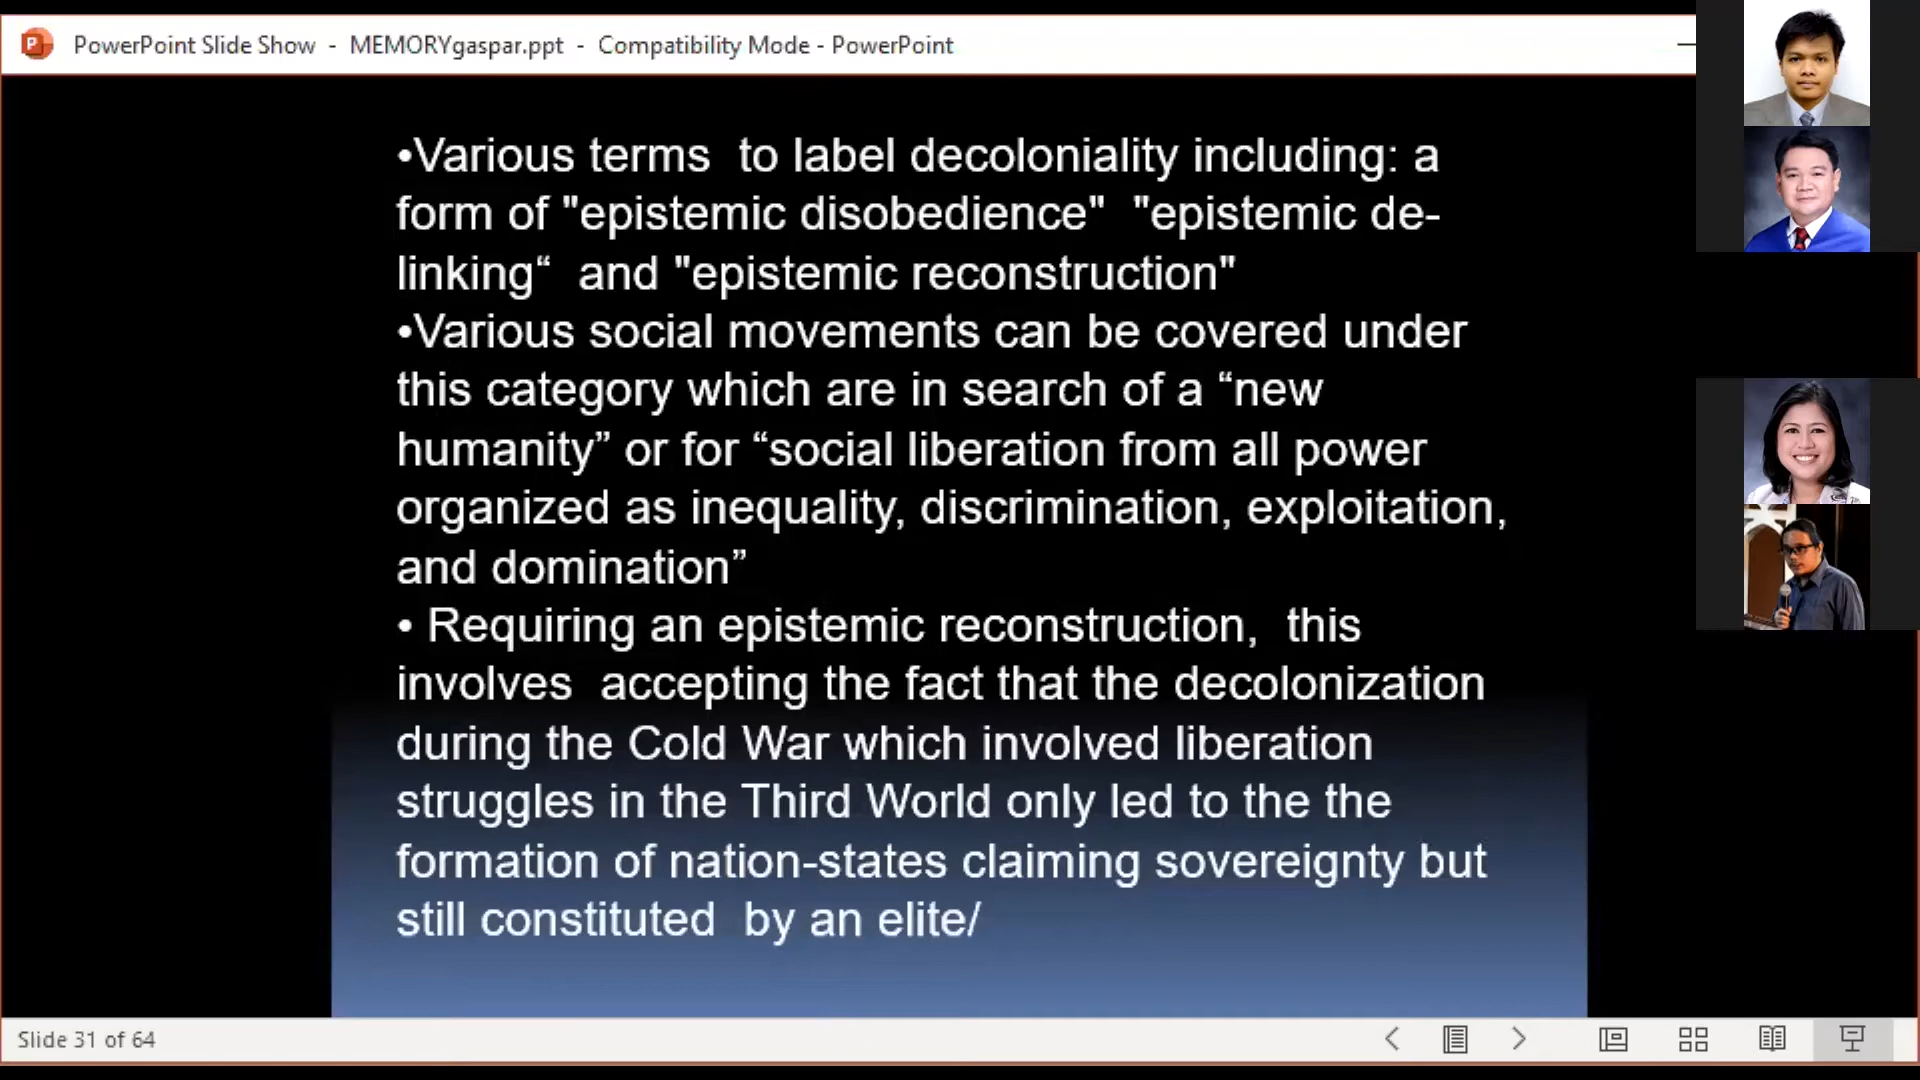 PowerPoint Slide Show - MEMORYgaspar.ppt - Compatibility Mode - PowerPoint
•Various terms  to label decoloniality including: a
form of "epistemic disobedience"  "epistemic de-
linking“  and "epistemic reconstruction"
•Various social movements can be covered under
this category which are in search of a “new
humanity” or for “social liberation from all power
organized as inequality, discrimination, exploitation,
and domination”
• Requiring an epistemic reconstruction,  this
involves  accepting the fact that the decolonization
during the Cold War which involved liberation
struggles in the Third World only led to the the
formation of nation-states claiming sovereignty but
still constituted  by an elite/
Slide 31 of 64